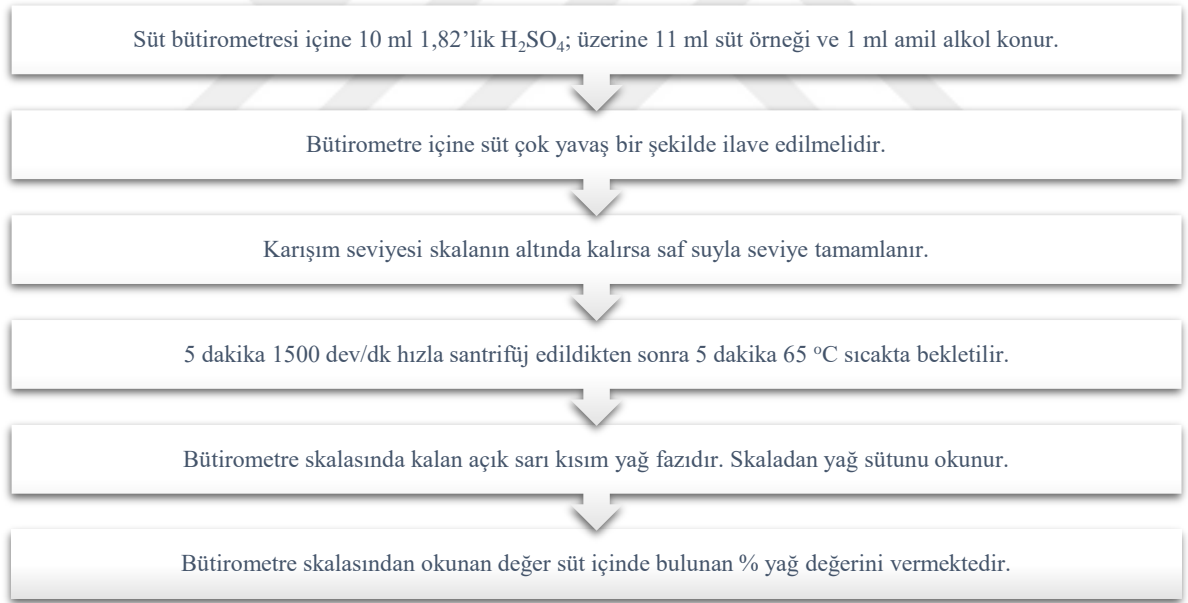 Süt bütirometresi içine 10 ml 1,82’lik H₂SO₄; üzerine 11 ml süt örneği ve 1 ml amil alkol konur.
Bütirometre içine süt çok yavaş bir şekilde ilave edilmelidir.
Karışım seviyesi skalanın altında kalırsa saf suyla seviye tamamlanır.
5 dakika 1500 dev/dk hızla santrifüj edildikten sonra 5 dakika 65 ᵒC sıcakta bekletilir.
Bütirometre skalasında kalan açık sarı kısım yağ fazıdır. Skaladan yağ sütunu okunur.
Bütirometre skalasından okunan değer süt içinde bulunan % yağ değerini vermektedir.